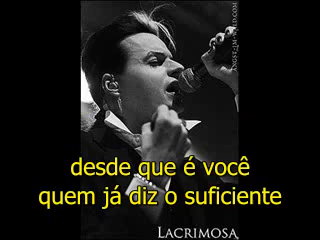 desde que é você
quem já diz o suficiente
LACRIMOSA